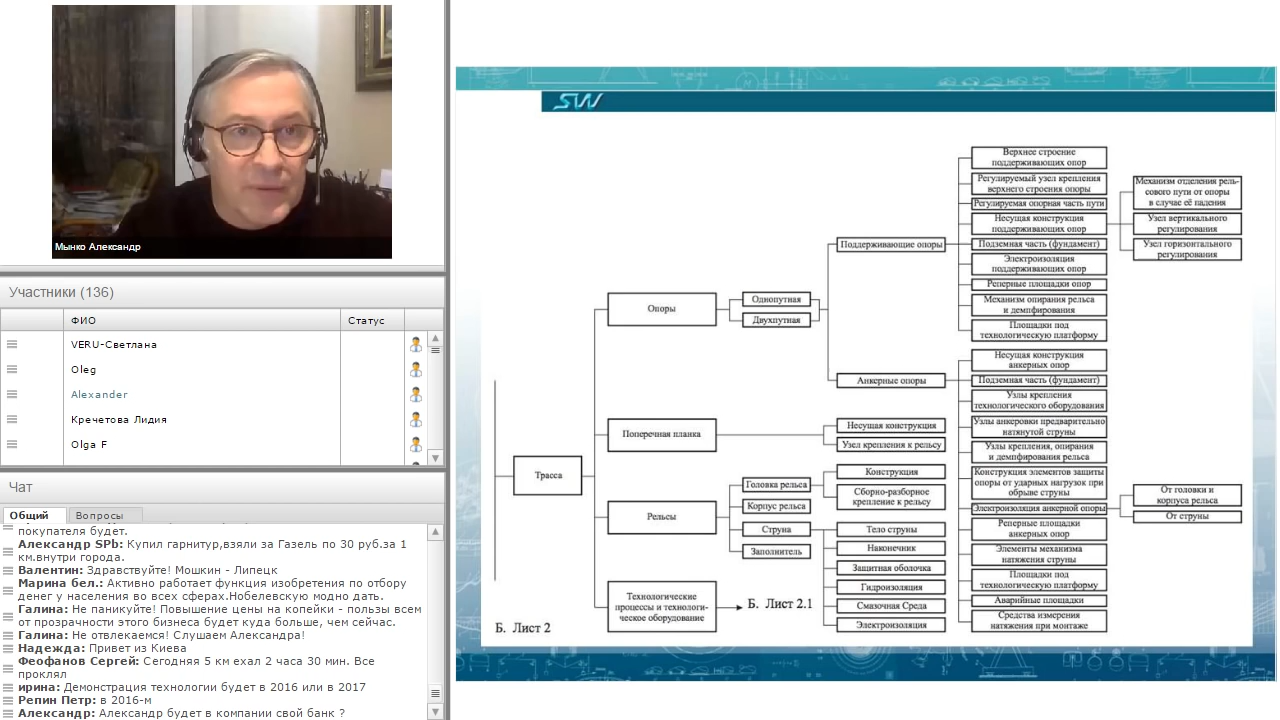 Мынко Александр
Участники (136)
ФИО
Статус
VERU-Светлана
Oleg
Alexander
Кречетова Лидия
Olga F
Чат
Общий
Вопросы
покупателя будет.
Александр SPb: Купил гарнитур,взяли за Газель по 30 руб.за 1
км.внутри города.
Валентин: Здравствуйте! Мошкин - Липецк
Марина бел.: Активно работает функция изобретения по отбору
денег у населения во всех сферах.Нобелевскую модно дать.
Галина: Не паникуйте! Повышение цены на копейки - пользы всем
от прозрачности этого бизнеса будет куда больше, чем сейчас.
Галина: Не отвлекаемся! Слушаем Александра!
Надежда: Привет из Киева
Феофанов Сергей: Сегодня 5 км ехал 2 часа 30 мин. Все
проклял
ирина: Демонстрация технологии будет в 2016 или в 2017
Репин Петр: в 2016-м
Александр: Александр будет в компании свой банк ?
SW
Трасса
Опоры
Поперечная планка
Рельсы
Технологические
процессы и технологи-
ческое оборудование
Б. Лист 2.1
Б. Лист 2
Однопутная
Двухпутная
Головка рельса
Корпус рельса
Струна
Заполнитель
Поддерживающие опоры
Анкерные опоры
Несущая конструкция
Узел крепления к рельсу
Конструкция
Сборно-разборное
крепление к рельсу
Тело струны
Наконечник
Защитная оболочка
Гидроизоляция
Смазочная Среда
Электроизоляция
Верхнее строение
поддерживающих опор
Регулируемый узел крепления
верхнего строения опоры
Регулируемая опорная часть пути
Несущая конструкция
поддерживающих опор
Подземная часть (фундамент)
Электроизоляция
поддерживающих опор
Реперные площадки опор
Механизм опирания рельса
и демпфирования
Площадки под
технологическую платформу
Несущая конструкция
анкерных опор
Подземная часть (фундамент)
Узлы крепления
технологического оборудования
Узлы анкеровки предварительно
натянутой струны
Узлы крепления, опирания
и демпфирования рельса
Конструкция элементов защиты
опоры от ударных нагрузок при
обрыве струны
Электроизоляция анкерной опоры
Реперные площадки
анкерных опор
Элементы механизма
натяжения струны
Площадки под
технологическую платформу
Аварийные площадки
Средства измерения
натяжения при монтаже
Механизм отделения рель-
сового пути от опоры
в случае её падения
Узел вертикального
регулирования
Узел горизонтального
регулирования
От головки и
корпуса рельса
От струны